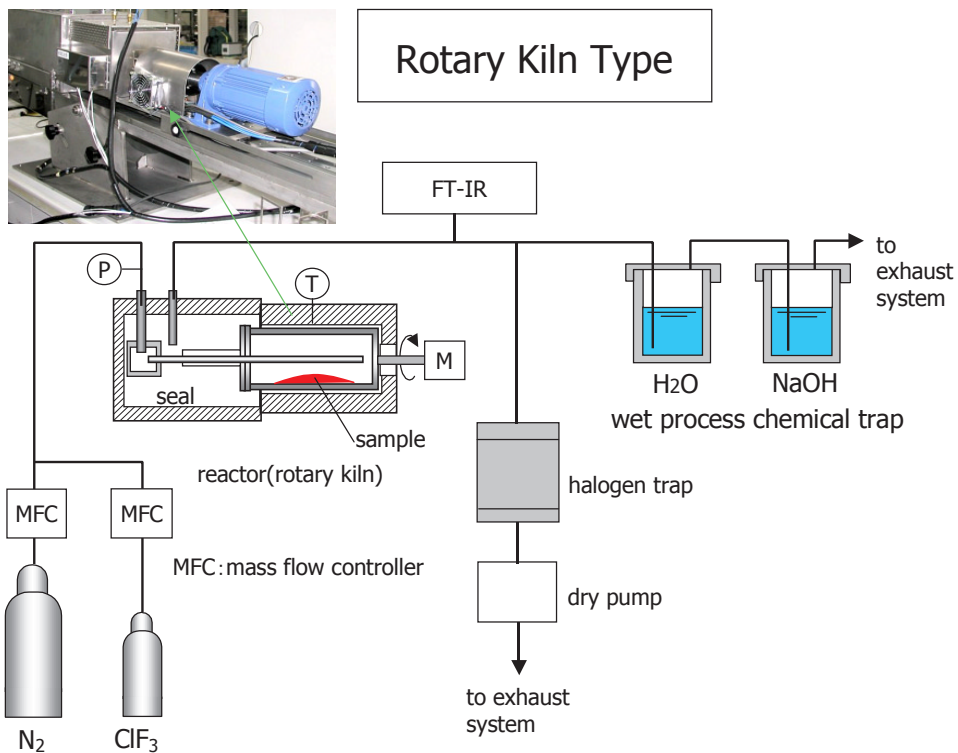 Rotary Kiln Type
FT-IR
to
exhaust
system
P
T
M
seal
sample
reactor(rotary kiln)
H2O
NaOH
wet process chemical trap
halogen trap
MFC
MFC
MFC:mass flow controller
dry pump
to exhaust
system
N₂
ClF₃